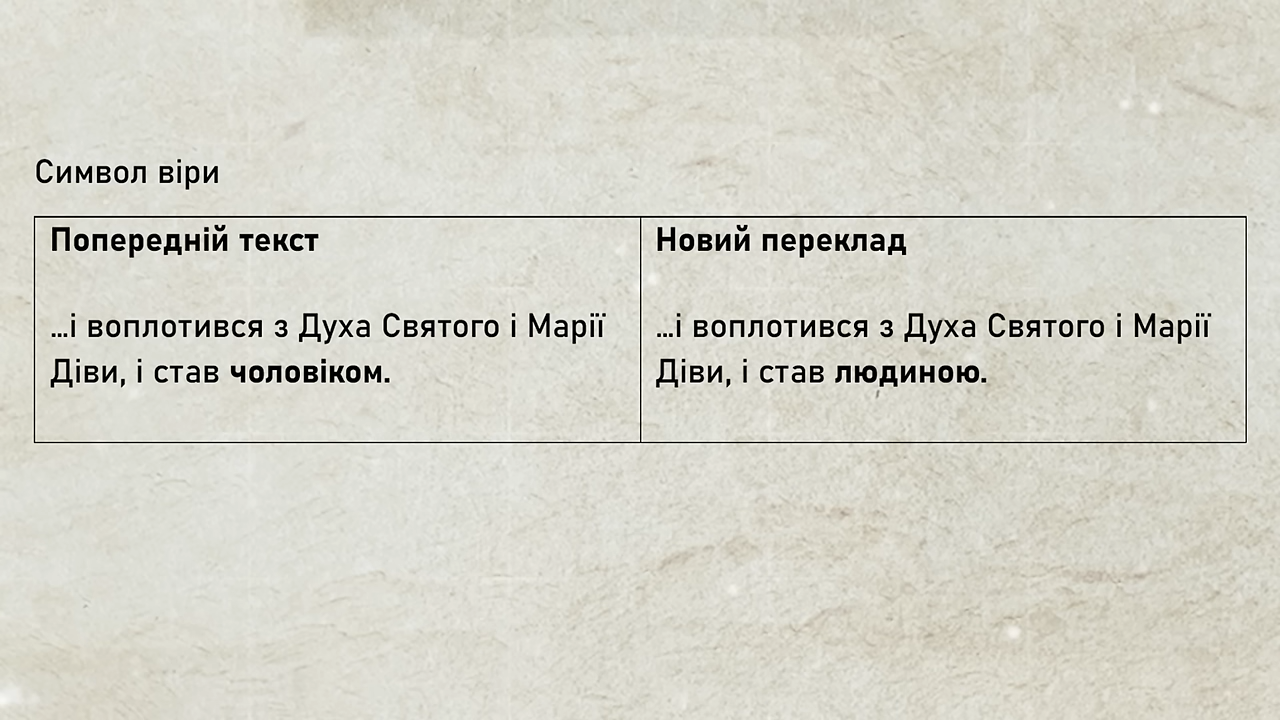 Символ віри
Попередній текст
…і воплотився з Духа Святого і Марії
Діви, і став чоловіком.
Новий переклад
…і воплотився з Духа Святого і Марії
Діви, і став людиною.